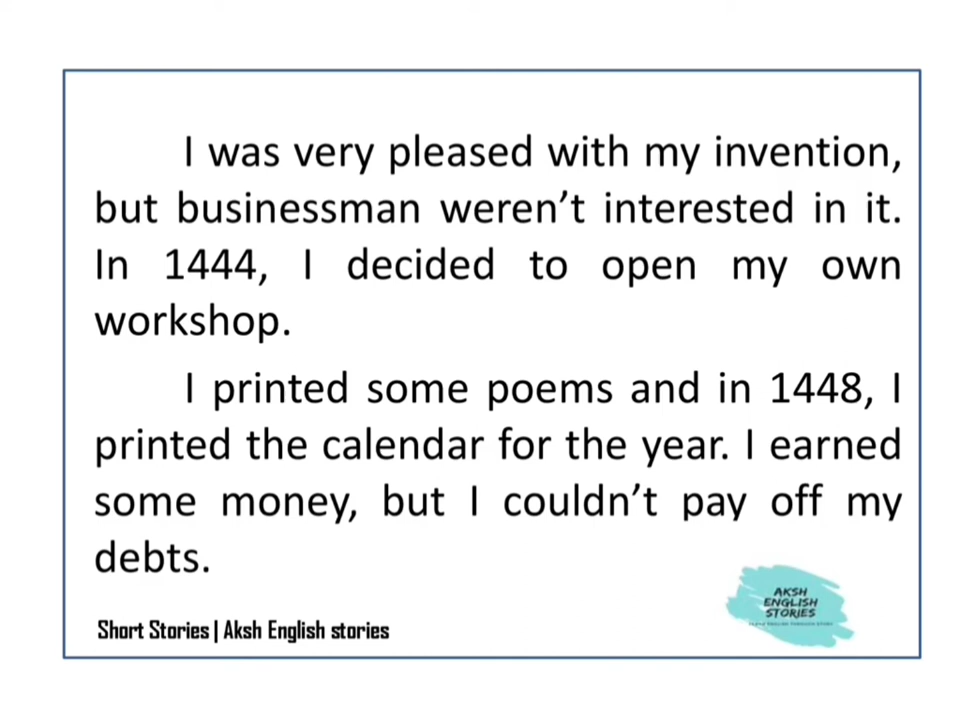 I was very pleased with my invention,
but businessman weren’t interested in it.
In 1444, I decided to open my own
workshop.
I printed some poems and in 1448, I
printed the calendar for the year. I earned
some money, but I couldn’t pay off my
debts.
AKSH
ENGLISH
STORIES
Short Stories| Aksh English stories